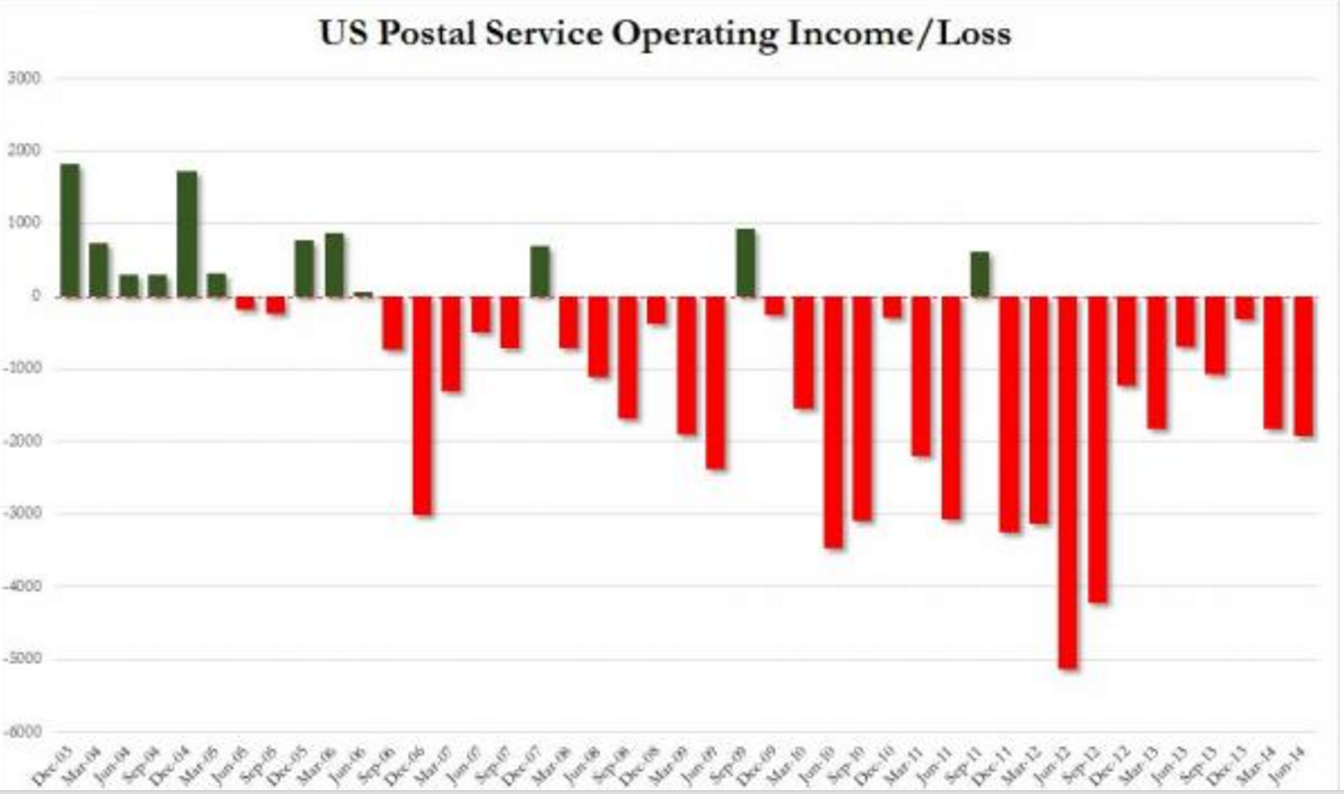 US Postal Service Operating Income/Loss
3000
2000
1000
0
-1000
-2000
-3000
-4000
-5000
-6000
Dec-03
Mar-04
Jun-04
Sep-04
Dec-04
Mar-05
Jun-05
Sep-05
Dec-05
Mar-06
Jun-06
Sep-06
Dec-06
Mar-07
Jun-07
Sep-07
Dec-07
Mar-08
Jun-08
Sep-08
Dec-08
Mar-09
Jun-09
Sep-09
Dec-09
Mar-10
Jun-10
Sep-10
Dec-10
Mar-11
Jun-11
Sep-11
Dec-11
Mar-12
Jun-12
Sep-12
Dec-12
Mar-13
Jun-13
Sep-13
Dec-13
Mar-14
Jun-14